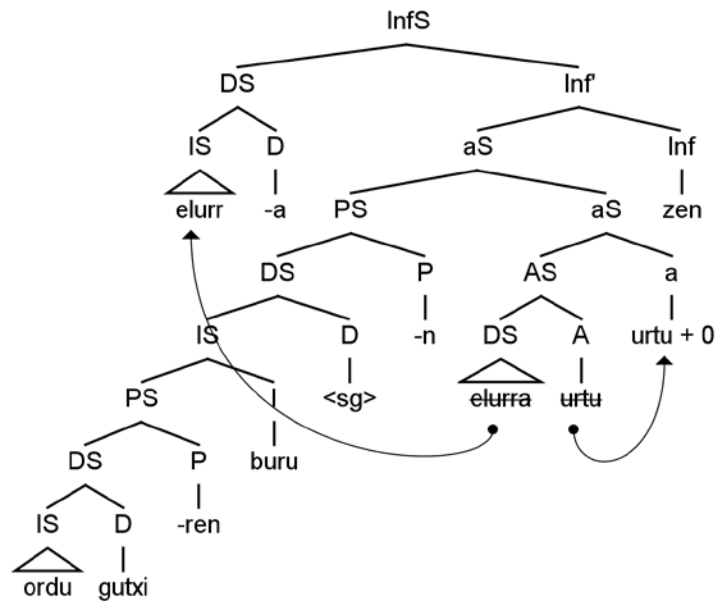 InfS
DS Inf'
IS D aS Inf
elurr -a PS aS zen
DS P AS a
IS D -n DS A urtu + 0
PS I <sg> elurra urtu
DS P buru
IS D -ren
ordu gutxi